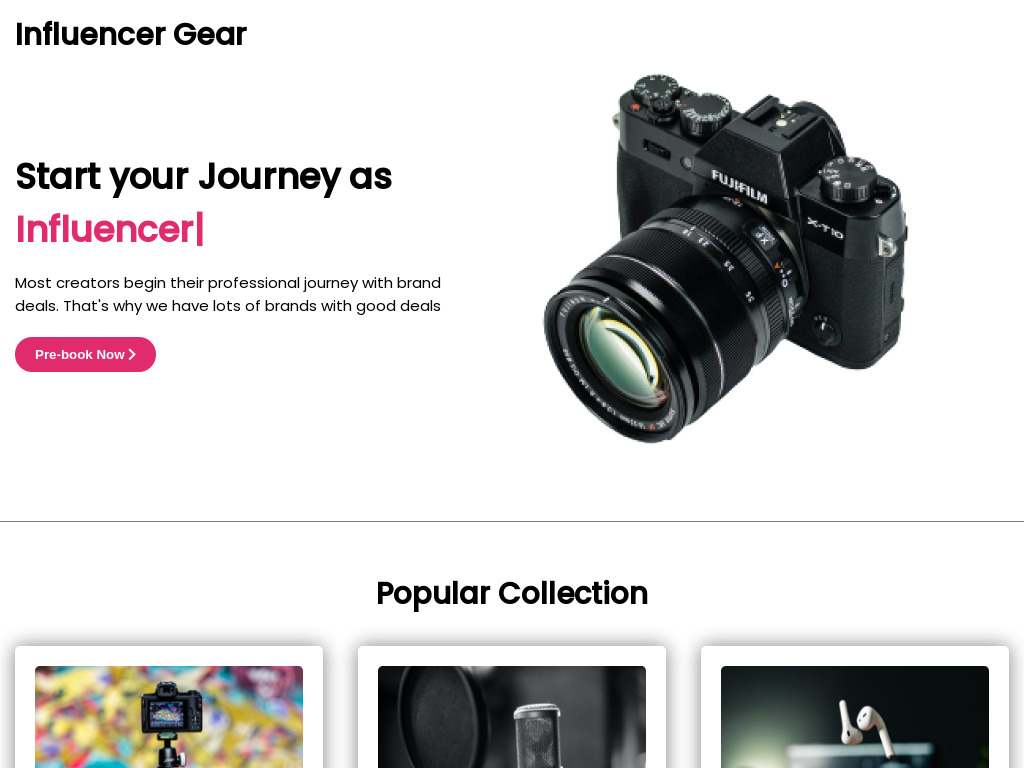 Influencer Gear
Start your Journey as
Influencer|
Most creators begin their professional journey with brand
deals. That's why we have lots of brands with good deals
Pre-book Now
FUJIFILM
X-T10
XF
Popular Collection